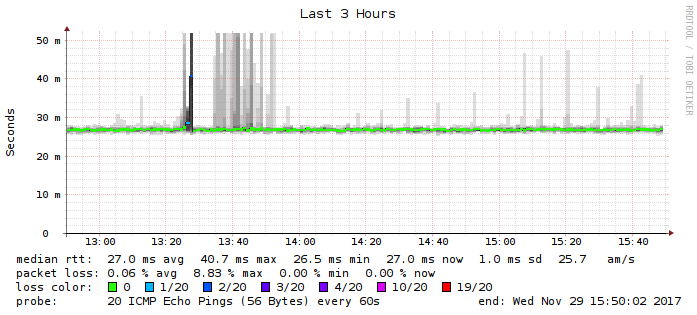 Last 3 Hours
RRDTOOL / TOBI OETIKER
Seconds
50 m
40 m
30 m
20 m
10 m
0
13:00 13:20 13:40 14:00 14:20 14:40 15:00 15:20 15:40
median rtt: 27.0 ms avg 40.7 ms max 26.5 ms min 27.0 ms now 1.0 ms sd 25.7 am/s
packet loss: 0.06 % avg 8.83 % max 0.00 % min 0.00 % now
loss color: 0 1/20 2/20 3/20 4/20 10/20 19/20
probe: 20 ICMP Echo Pings (56 Bytes) every 60s end: Wed Nov 29 15:50:02 2017